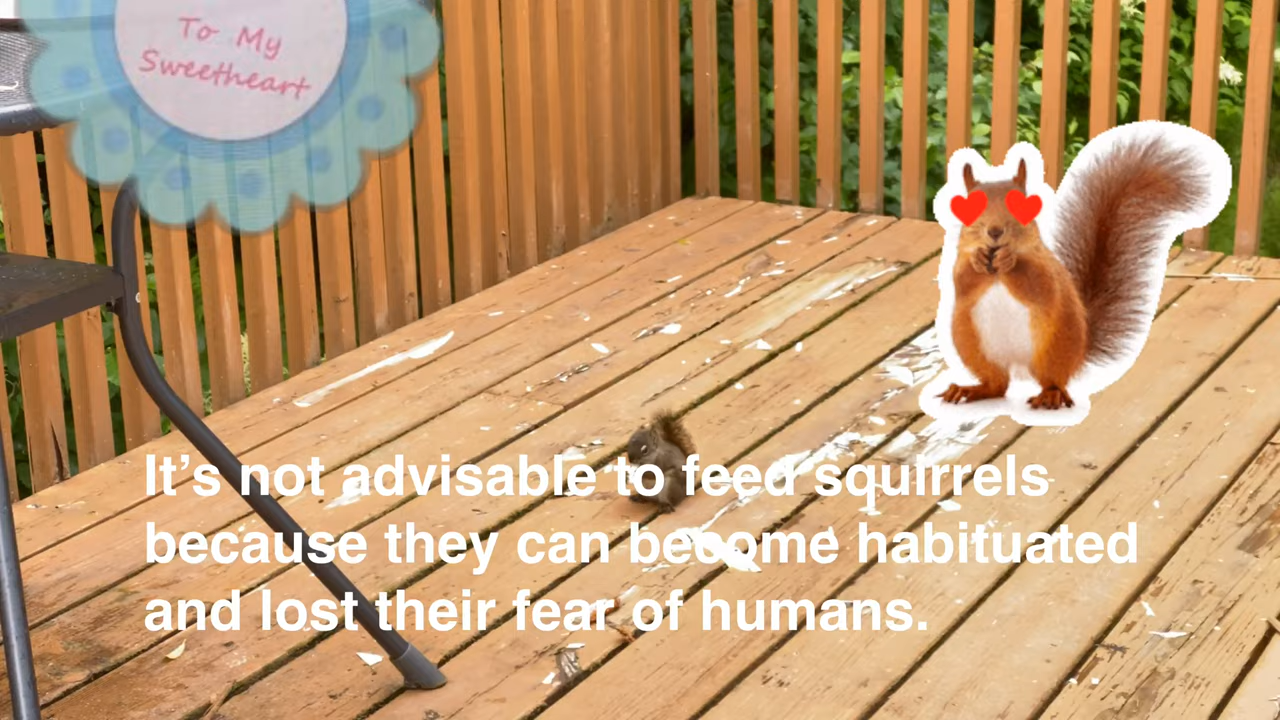 To My
Sweetheart
It’s not advisable to feed squirrels
because they can become habituated
and lost their fear of humans.